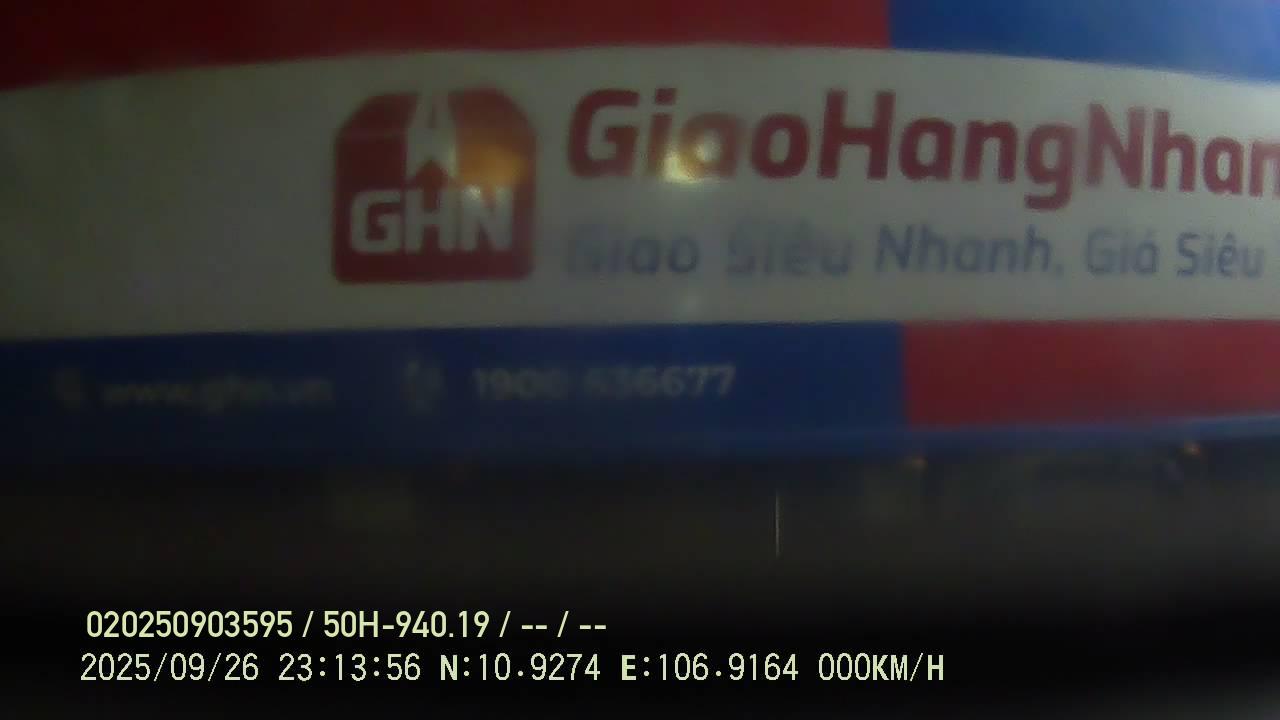 GHN
GiaoHangNhan
Giao Siêu Nhanh, Giá Siêu
www.ghn.vn
1900 636677
020250903595 / 50H-940.19 / -- / --
2025/09/26 23:13:56 N:10.9274 E:106.9164 000KM/H